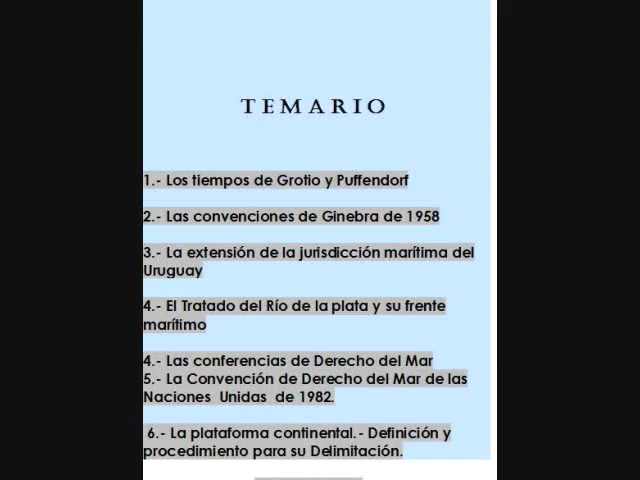 TEMARIO
1.- Los tiempos de Grotio y Puffendorf
2.- Las convenciones de Ginebra de 1958
3.- La extensión de la jurisdicción marítima del
Uruguay
4.- El Tratado del Río de la plata y su frente
marítimo
4.- Las conferencias de Derecho del Mar
5.- La Convención de Derecho del Mar de las
Naciones Unidas de 1982.
6.- La plataforma continental.- Definición y
procedimiento para su Delimitación.